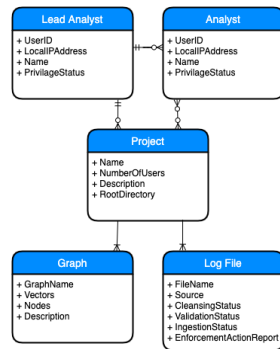 Lead Analyst
+ UserID
+ LocalIPAddress
+ Name
+ PrivilageStatus
Analyst
+ UserID
+ LocalIPAddress
+ Name
+ PrivilageStatus
Project
+ Name
+ NumberOfUsers
+ Description
+ RootDirectory
Graph
+ GraphName
+ Vectors
+ Nodes
+ Description
Log File
+ FileName
+ Source
+ CleansingStatus
+ ValidationStatus
+ IngestionStatus
+ EnforcementActionReport